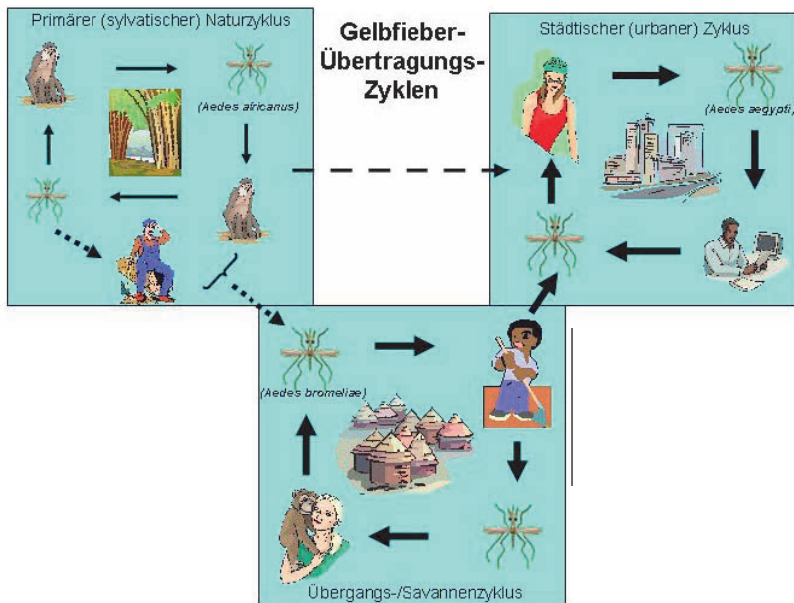 Primärer (sylvatischer) Naturzyklus
(Aedes africanus)
Gelbfieber-
Übertragungs-
Zyklen
Städtischer (urbaner) Zyklus
(Aedes aegypti)
(Aedes bromeliae)
Übergangs-/Savannenzyklus